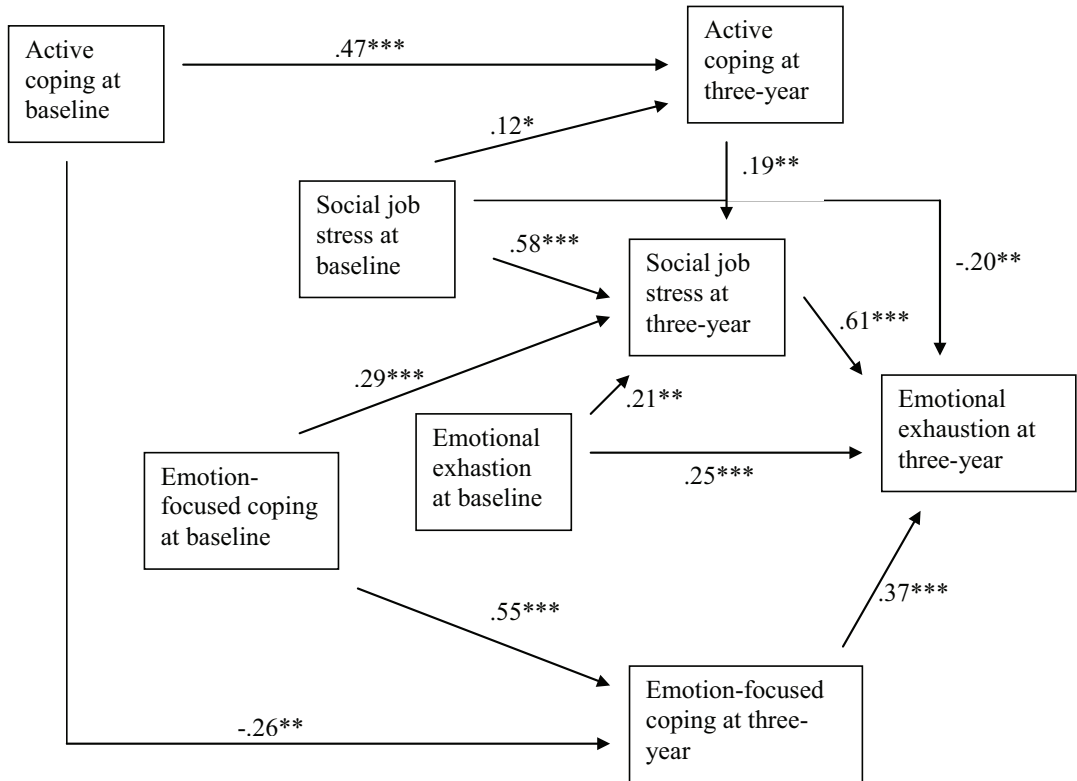 Active
coping at
baseline
.47***
Active
coping at
three-year
.12*
.19**
Social job
stress at
baseline
.58***
Social job
stress at
three-year
-.20**
.61***
.29***
.21**
Emotional
exhastion
at baseline
.25***
Emotional
exhaustion at
three-year
Emotion-
focused coping
at baseline
.55***
.37***
Emotion-focused
coping at three-
year
-.26**